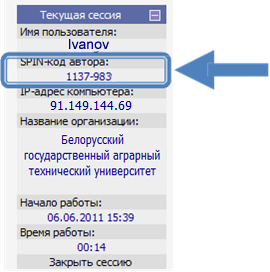 Текущая сессия
Имя пользователя:
Ivanov
SPIN-код автора:
1137-983
IP-адрес компьютера:
91.149.144.69
Название организации:
Белорусский
государственный аграрный
технический университет
Начало работы:
06.06.2011 15:39
Время работы:
00:14
Закрыть сессию